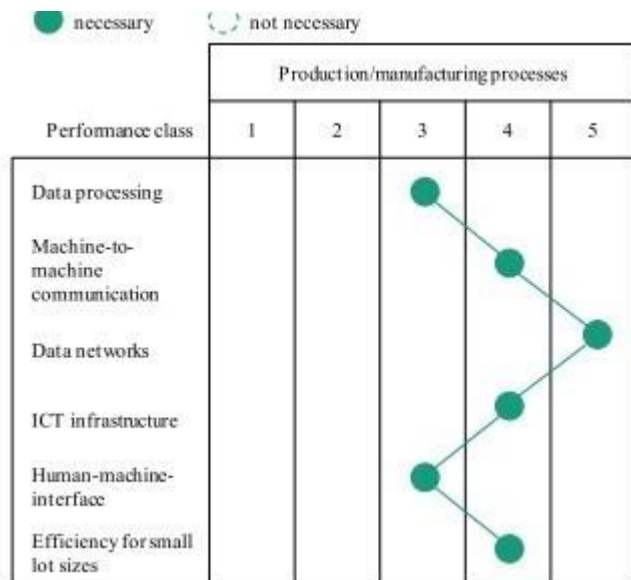 necessary not necessary
Production/manufacturing processes
Performance class 1 2 3 4 5
Data processing
Machine-to-
machine
communication
Data networks
ICT infrastructure
Human-machine-
interface
Efficiency for small
lot sizes